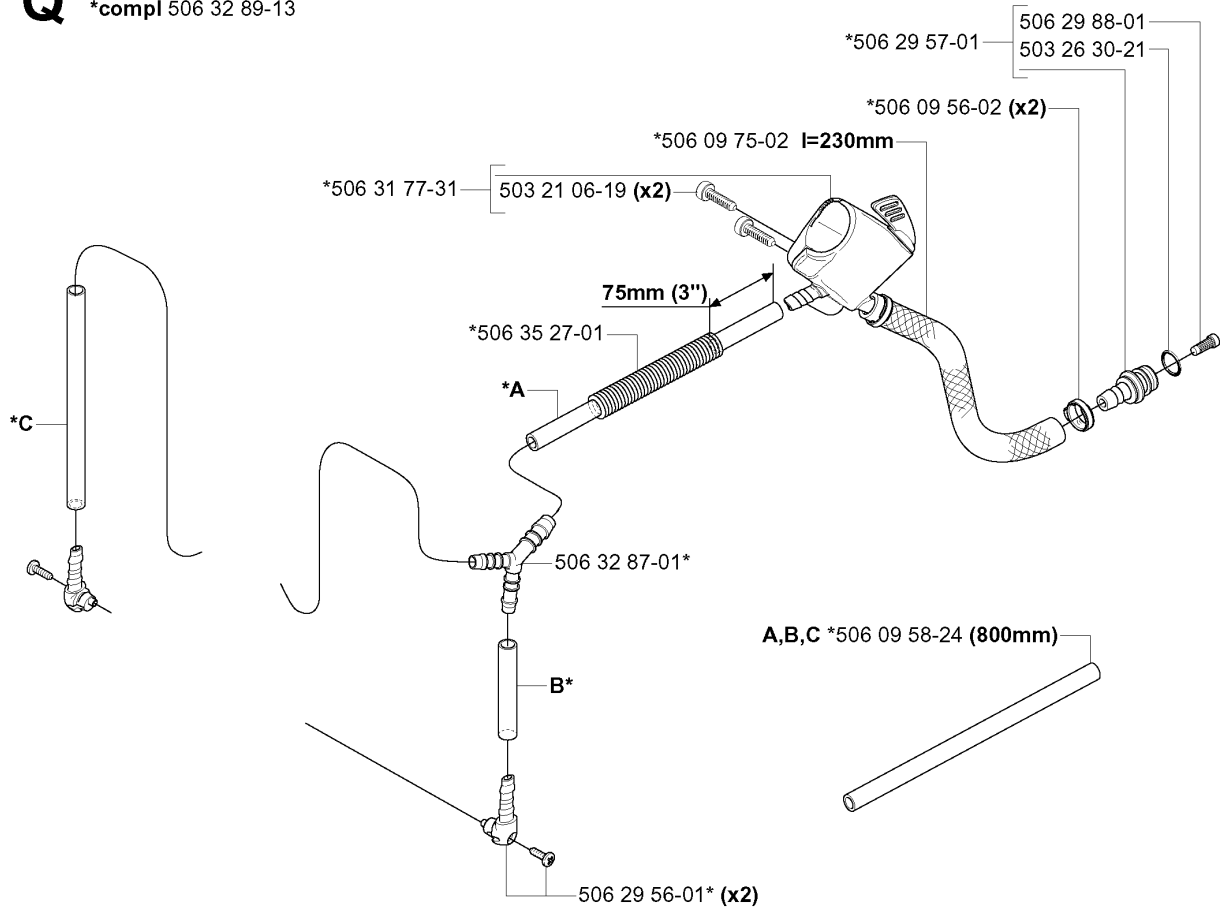 Q *compl 506 32 89-13
506 29 88-01
*506 29 57-01
503 26 30-21
*506 09 56-02 (x2)
*506 09 75-02 l=230mm
*506 31 77-31
503 21 06-19 (x2)
75mm (3")
*506 35 27-01
*A
*C
506 32 87-01*
A,B,C *506 09 58-24 (800mm)
B*
506 29 56-01* (x2)